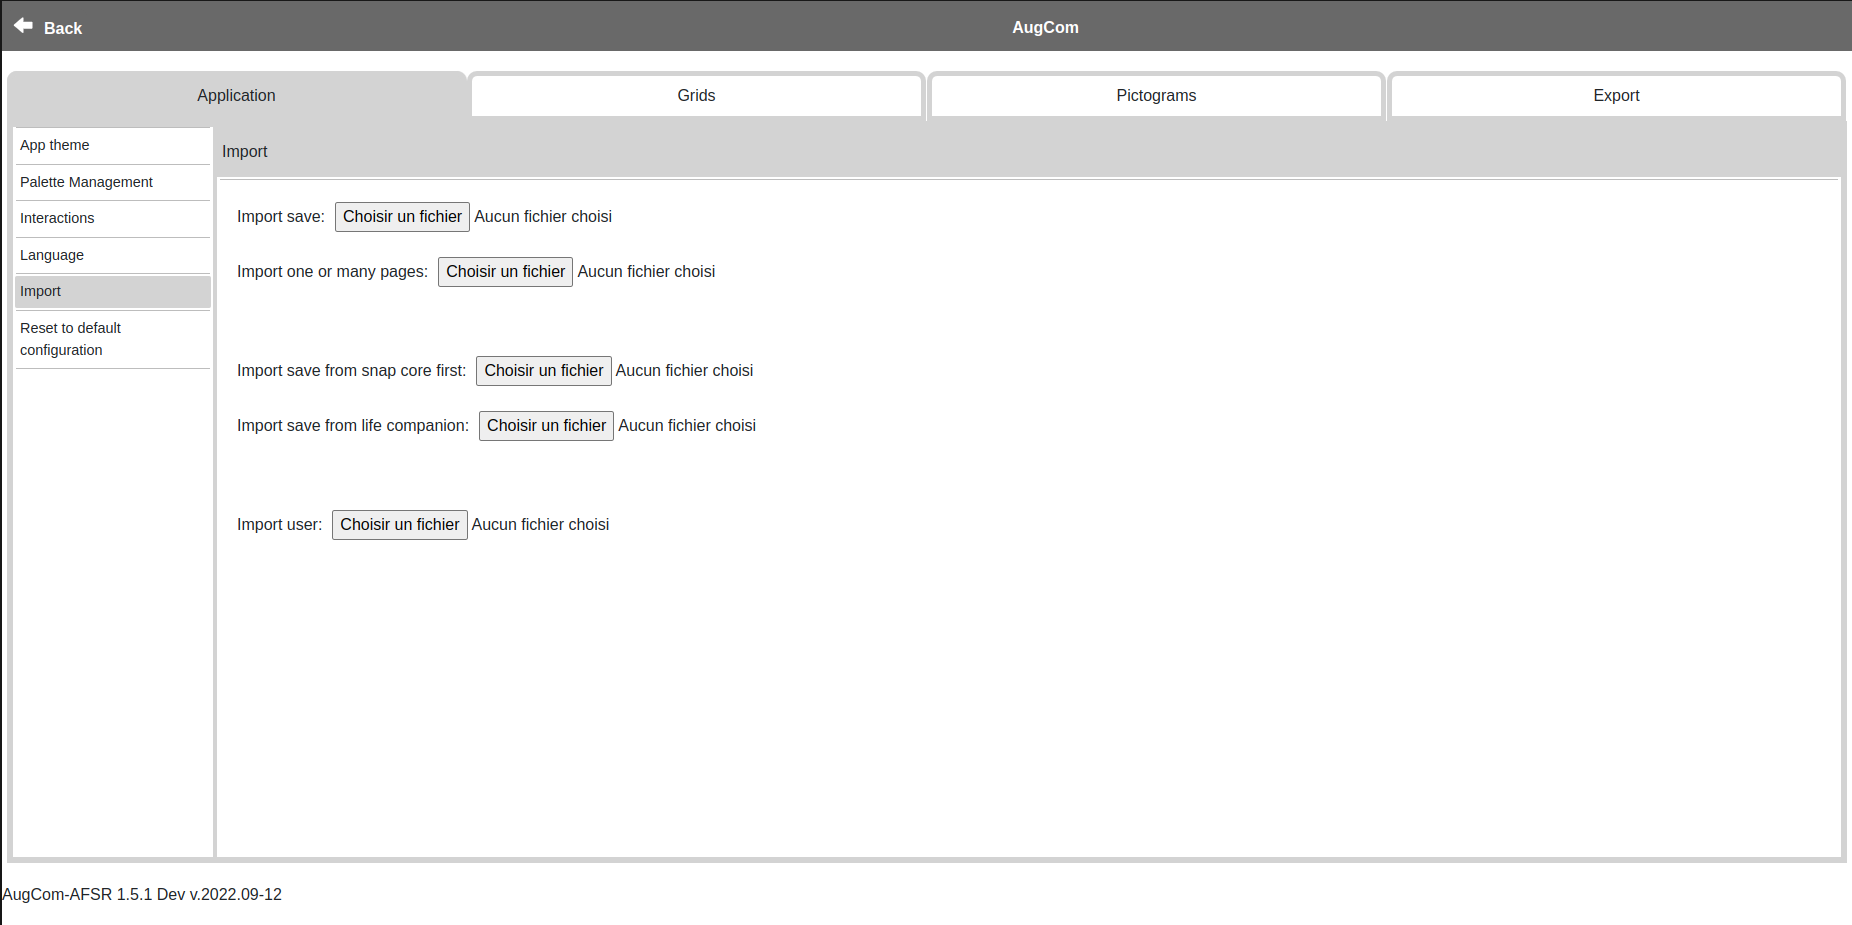 Back
AugCom
Application
Grids
Pictograms
Export
App theme
Palette Management
Interactions
Language
Import
Reset to default
configuration
Import
Import save: Choisir un fichier Aucun fichier choisi
Import one or many pages: Choisir un fichier Aucun fichier choisi
Import save from snap core first: Choisir un fichier Aucun fichier choisi
Import save from life companion: Choisir un fichier Aucun fichier choisi
Import user: Choisir un fichier Aucun fichier choisi
AugCom-AFSR 1.5.1 Dev v.2022.09-12